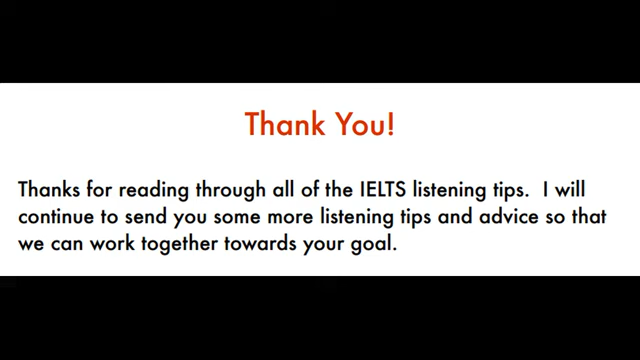 Thank You!
Thanks for reading through all of the IELTS listening tips.  I will
continue to send you some more listening tips and advice so that
we can work together towards your goal.